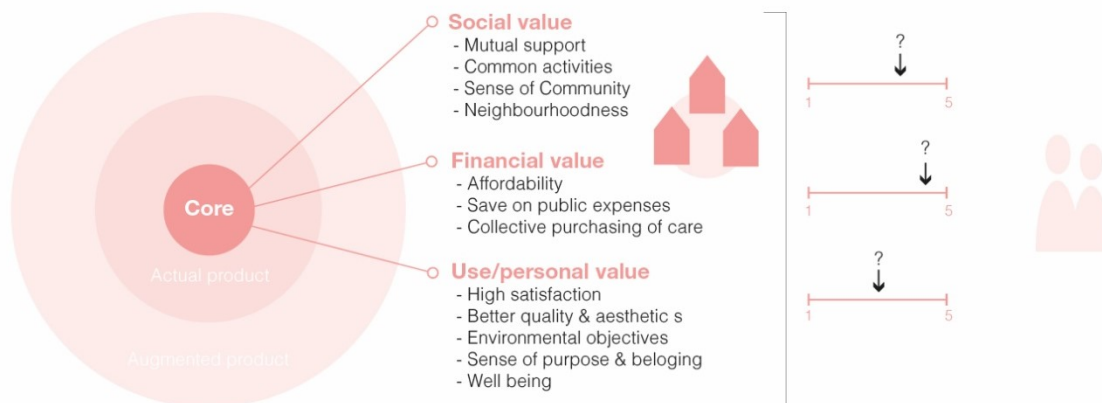 Social value
- Mutual support
- Common activities
- Sense of Community
- Neighbourhoodness
Financial value
- Affordability
- Save on public expenses
- Collective purchasing of care
Use/personal value
- High satisfaction
- Better quality & aesthetic s
- Environmental objectives
- Sense of purpose & beloging
- Well being
Core
Actual product
Augmented product
?
1 5
?
1 5
?
1 5